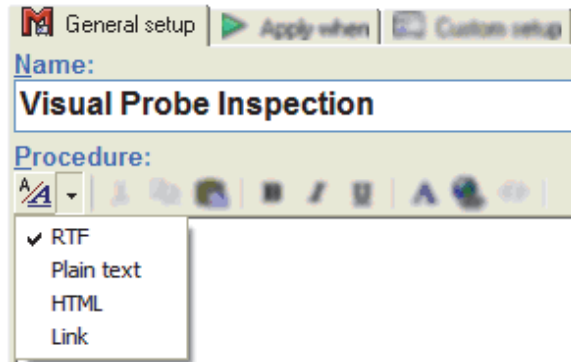 General setup Apply when Custom setup
Name:
Visual Probe Inspection
Procedure:
A/A B I U A
RTF
Plain text
HTML
Link